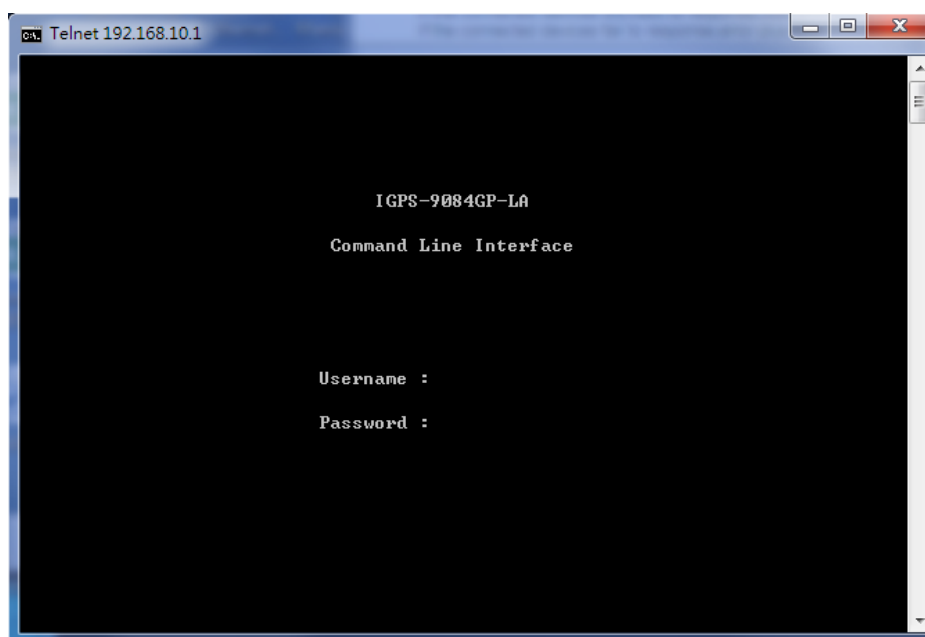 Telnet 192.168.10.1
IGPS-9084GP-LA
Command Line Interface
Username :
Password :